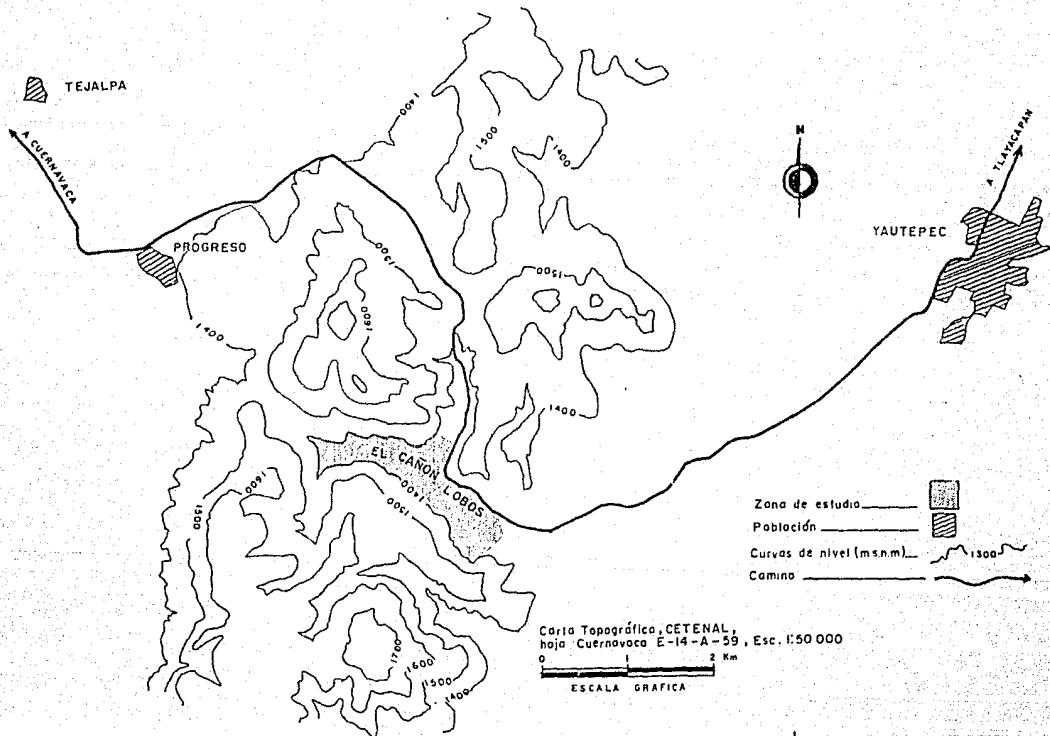 TEJALPA
A CUERNAVACA
PROGRESO
1400
1500
1400
N
A TLAYACAPAN
YAUTEPEC
1500
1600
1500
1400
1400
EL CAÑON LOBOS
1400
1500
1600
1500
1700
1600
1500
1400
Zona de estudio
Población
Curvas de nivel (m.s.n.m) 1300
Camino
Carta Topográfica, CETENAL,
hoja Cuernavaca E-14-A-59, Esc. 1:50 000
0 1 2 Km
ESCALA GRAFICA